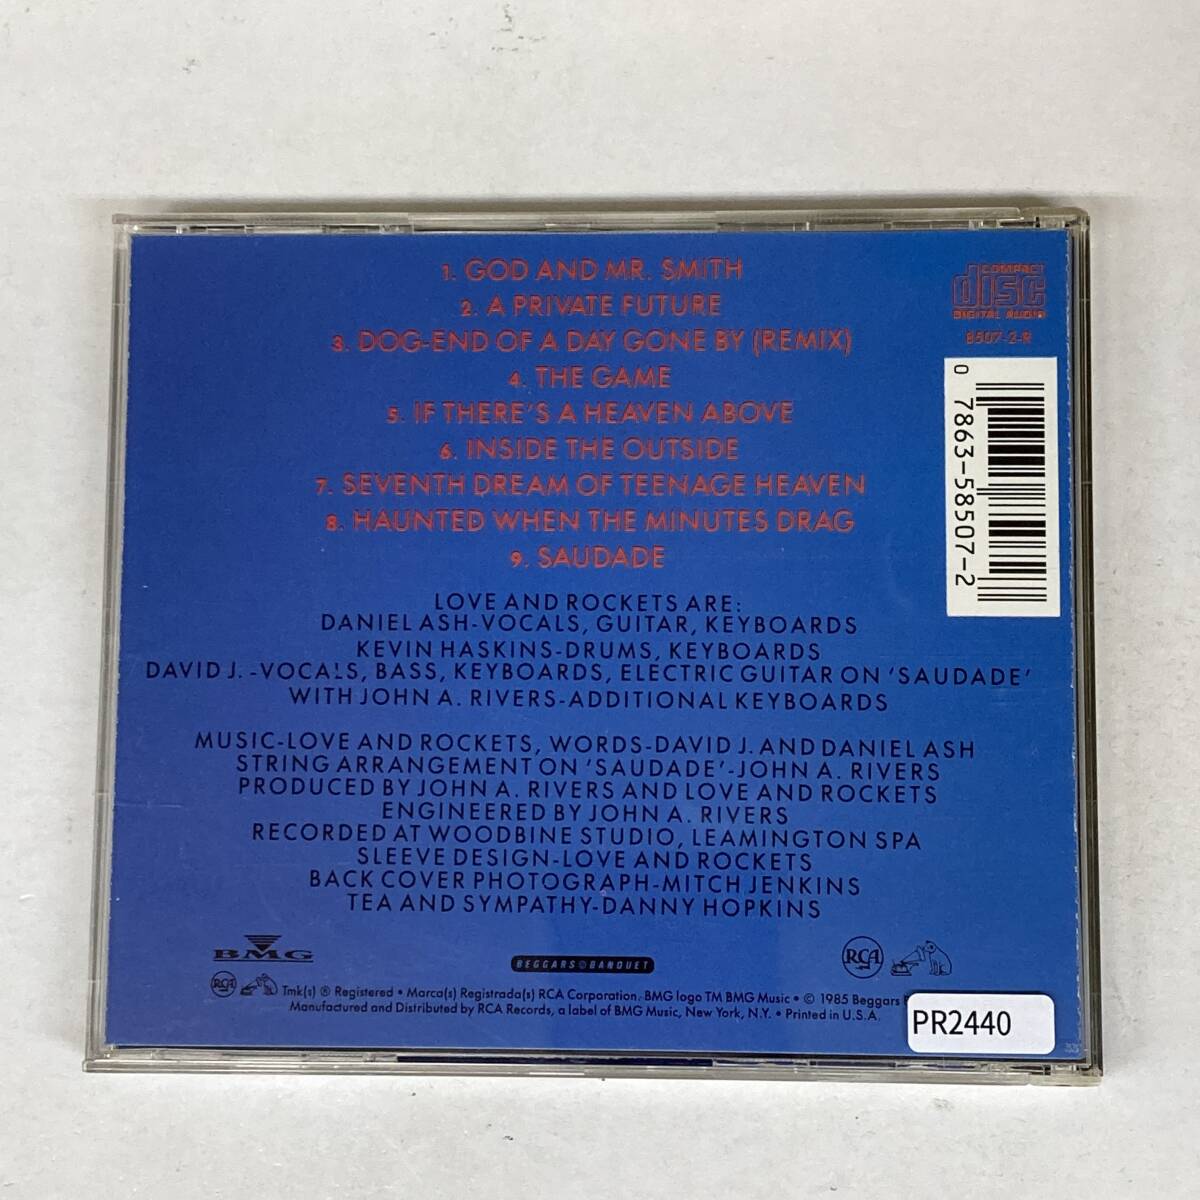 1. GOD AND MR. SMITH
2. A PRIVATE FUTURE
3. DOG-END OF A DAY GONE BY (REMIX)
4. THE GAME
5. IF THERE'S A HEAVEN ABOVE
6. INSIDE THE OUTSIDE
7. SEVENTH DREAM OF TEENAGE HEAVEN
8. HAUNTED WHEN THE MINUTES DRAG
9. SAUDADE
COMPACT
disc
DIGITAL AUDIO
8507-2-R
0 7863-58507-2
LOVE AND ROCKETS ARE:
DANIEL ASH-VOCALS, GUITAR, KEYBOARDS
KEVIN HASKINS-DRUMS, KEYBOARDS
DAVID J. -VOCALS, BASS, KEYBOARDS, ELECTRIC GUITAR ON 'SAUDADE'
WITH JOHN A. RIVERS-ADDITIONAL KEYBOARDS
MUSIC-LOVE AND ROCKETS, WORDS-DAVID J. AND DANIEL ASH
STRING ARRANGEMENT ON 'SAUDADE'-JOHN A. RIVERS
PRODUCED BY JOHN A. RIVERS AND LOVE AND ROCKETS
ENGINEERED BY JOHN A. RIVERS
RECORDED AT WOODBINE STUDIO, LEAMINGTON SPA
SLEEVE DESIGN-LOVE AND ROCKETS
BACK COVER PHOTOGRAPH-MITCH JENKINS
TEA AND SYMPATHY-DANNY HOPKINS
BMG
BEGGARS BANQUET
RCA
RCA Tmk(s) ® Registered • Marca(s) Registrada(s) RCA Corporation. BMG logo TM BMG Music • © 1985 Beggars
Manufactured and Distributed by RCA Records, a label of BMG Music, New York, N.Y. • Printed in U.S.A.
PR2440